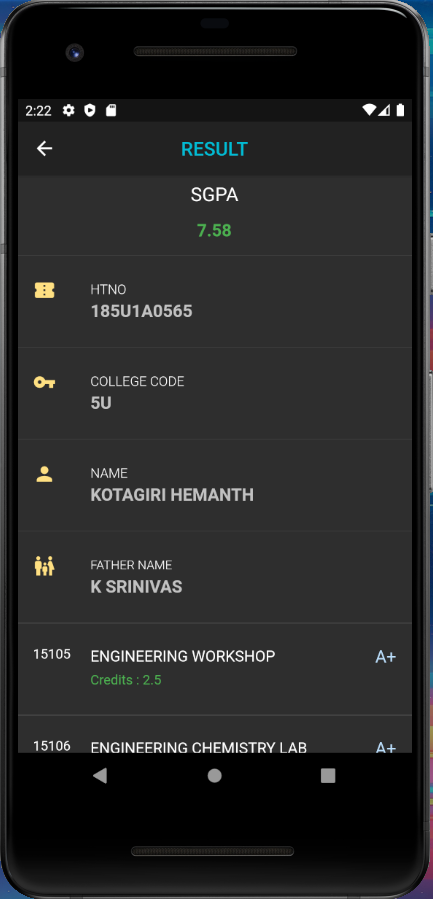 2:22
RESULT
SGPA
7.58
HTNO
185U1A0565
COLLEGE CODE
5U
NAME
KOTAGIRI HEMANTH
FATHER NAME
K SRINIVAS
15105 ENGINEERING WORKSHOP A+
Credits : 2.5
15106 ENGINEERING CHEMISTRY LAB A+